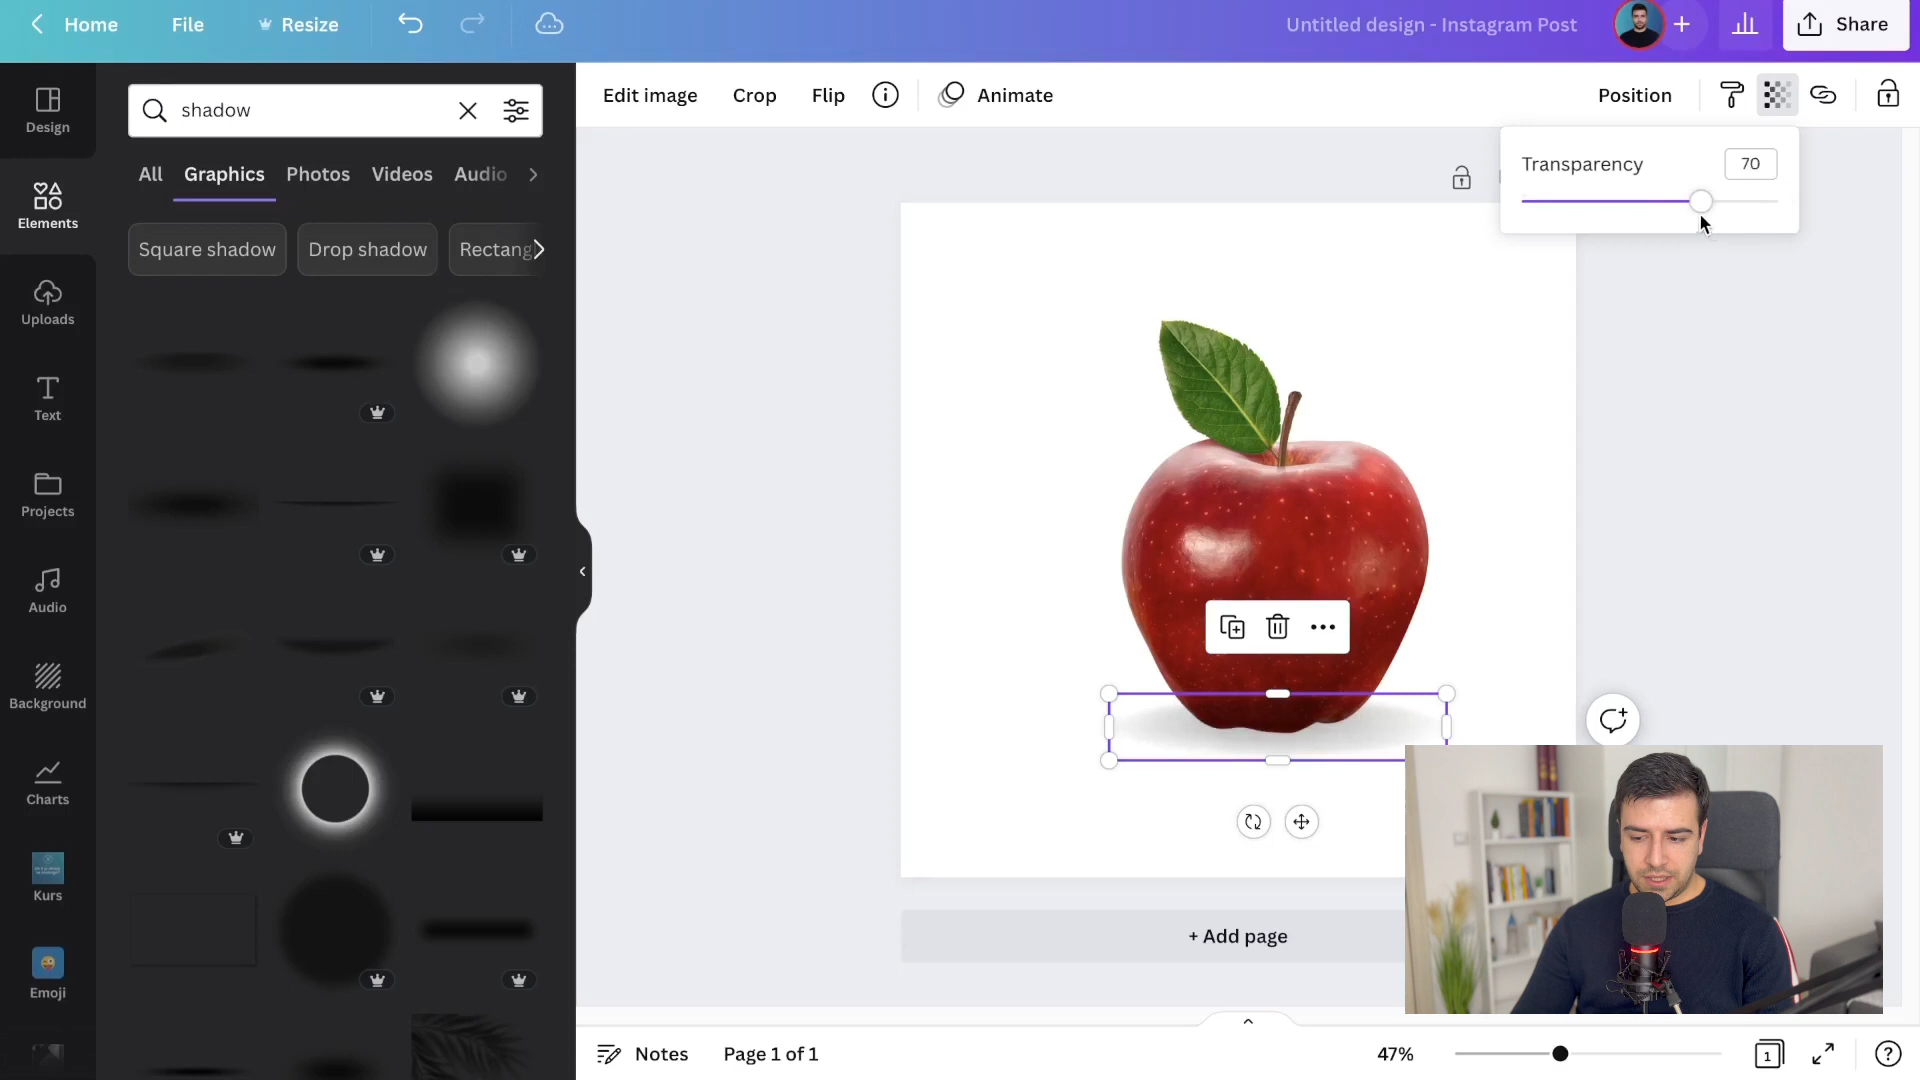 Home File Resize Untitled design - Instagram Post Share
Design
Elements
Uploads
Text
Projects
Audio
Background
Charts
Kurs
Emoji
shadow
All Graphics Photos Videos Audio
Square shadow Drop shadow Rectang
Edit image Crop Flip Animate Position
Transparency 70
+ Add page
Notes Page 1 of 1 47% 1